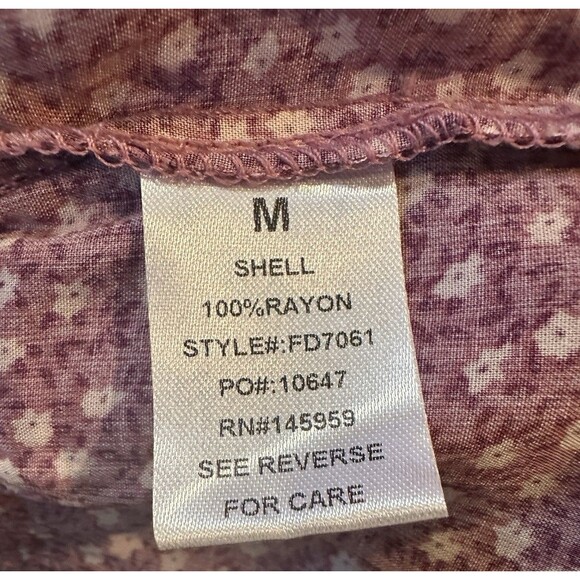 M
SHELL
100%RAYON
STYLE#:FD7061
PO#:10647
RN#145959
SEE REVERSE
FOR CARE